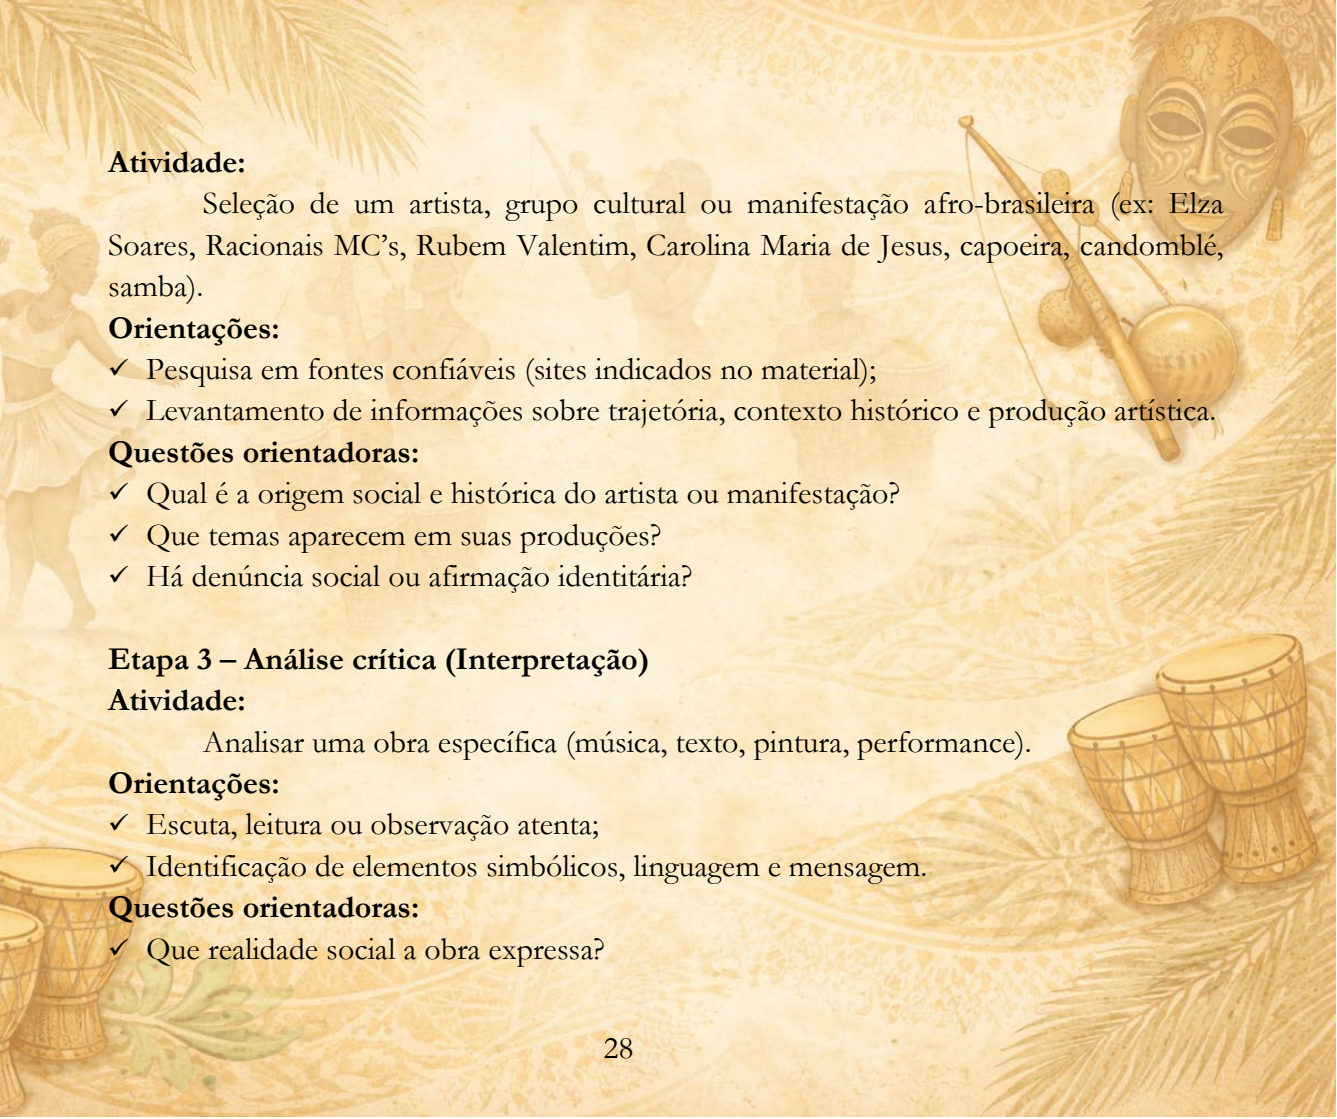 Atividade:
Seleção de um artista, grupo cultural ou manifestação afro-brasileira (ex: Elza
Soares, Racionais MC’s, Rubem Valentim, Carolina Maria de Jesus, capoeira, candomblé,
samba).
Orientações:
✓ Pesquisa em fontes confiáveis (sites indicados no material);
✓ Levantamento de informações sobre trajetória, contexto histórico e produção artística.
Questões orientadoras:
✓ Qual é a origem social e histórica do artista ou manifestação?
✓ Que temas aparecem em suas produções?
✓ Há denúncia social ou afirmação identitária?
Etapa 3 – Análise crítica (Interpretação)
Atividade:
Analisar uma obra específica (música, texto, pintura, performance).
Orientações:
✓ Escuta, leitura ou observação atenta;
✓ Identificação de elementos simbólicos, linguagem e mensagem.
Questões orientadoras:
✓ Que realidade social a obra expressa?
28